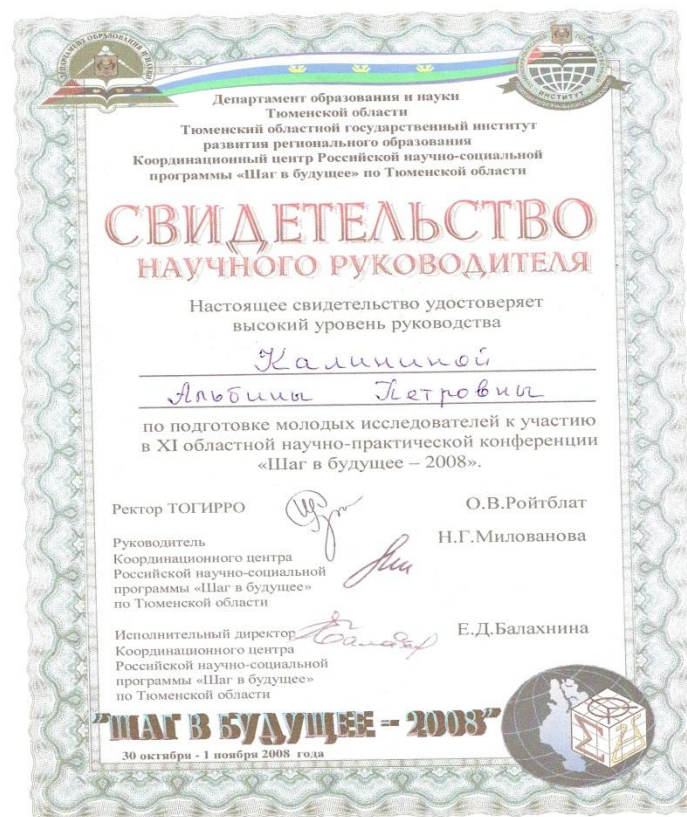 ДЕПАРТАМЕНТ ОБРАЗОВАНИЯ И НАУКИ
ИНСТИТУТ
Департамент образования и науки
Тюменской области
Тюменский областной государственный институт
развития регионального образования
Координационный центр Российской научно-социальной
программы «Шаг в будущее» по Тюменской области
СВИДЕТЕЛЬСТВО
НАУЧНОГО РУКОВОДИТЕЛЯ
Настоящее свидетельство удостоверяет
высокий уровень руководства
Калининой
Альбины Петровны
по подготовке молодых исследователей к участию
в XI областной научно-практической конференции
«Шаг в будущее – 2008».
Ректор ТОГИРРО О.В.Ройтблат
Руководитель Н.Г.Милованова
Координационного центра
Российской научно-социальной
программы «Шаг в будущее»
по Тюменской области
Исполнительный директор Е.Д.Балахнина
Координационного центра
Российской научно-социальной
программы «Шаг в будущее»
по Тюменской области
"ШАГ В БУДУЩЕЕ – 2008"
30 октября - 1 ноября 2008 года